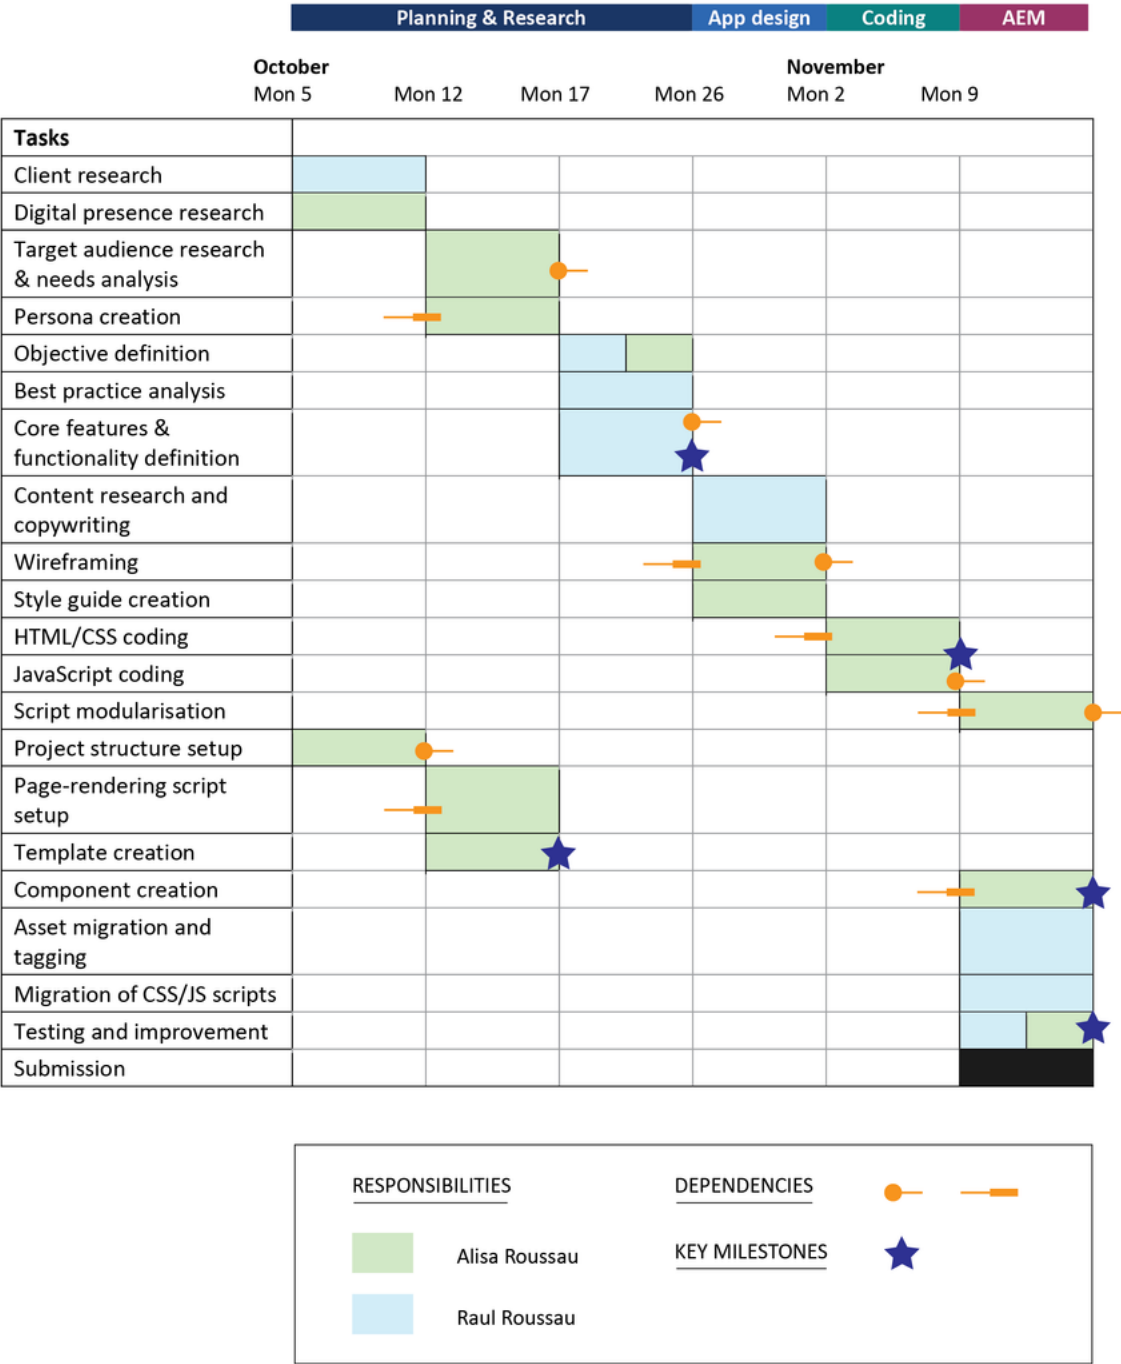 Planning & Research App design Coding AEM
October November
Mon 5 Mon 12 Mon 17 Mon 26 Mon 2 Mon 9
Tasks
Client research
Digital presence research
Target audience research
& needs analysis
Persona creation
Objective definition
Best practice analysis
Core features &
functionality definition
Content research and
copywriting
Wireframing
Style guide creation
HTML/CSS coding
JavaScript coding
Script modularisation
Project structure setup
Page-rendering script
setup
Template creation
Component creation
Asset migration and
tagging
Migration of CSS/JS scripts
Testing and improvement
Submission
RESPONSIBILITIES DEPENDENCIES
Alisa Roussau KEY MILESTONES
Raul Roussau